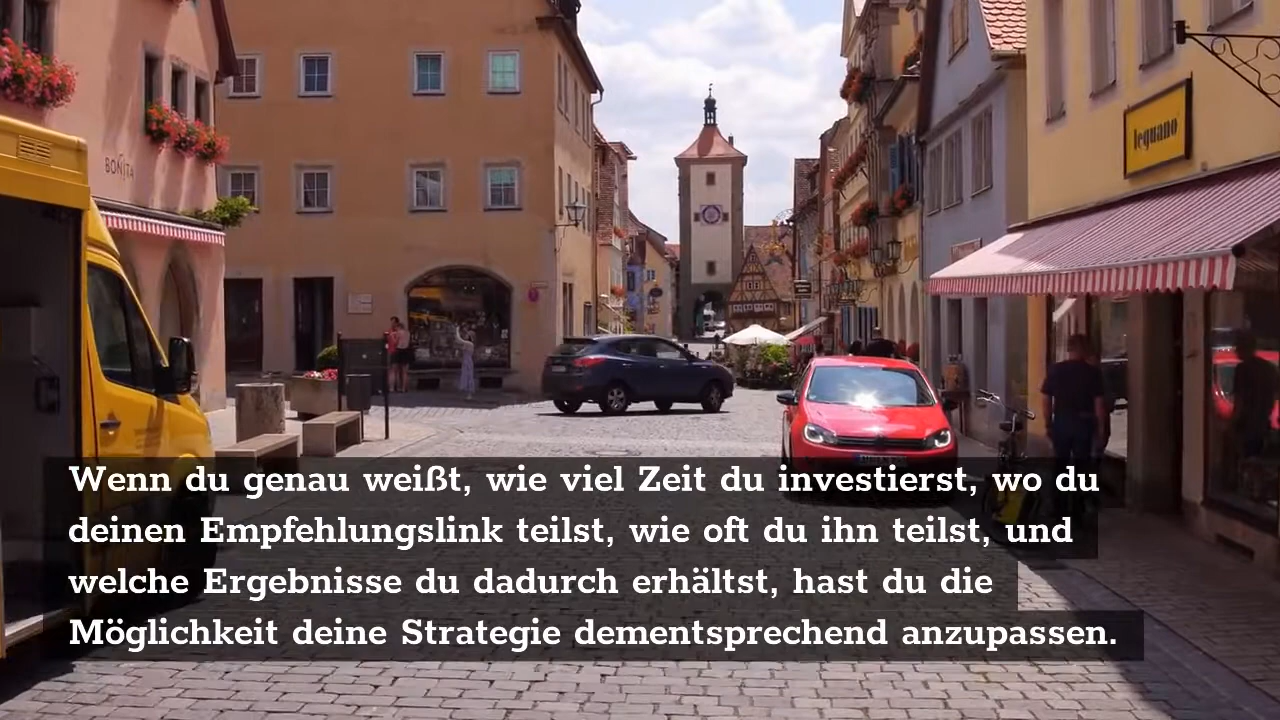 BONITA
leguano
Wenn du genau weißt, wie viel Zeit du investierst, wo du
deinen Empfehlungslink teilst, wie oft du ihn teilst, und
welche Ergebnisse du dadurch erhältst, hast du die
Möglichkeit deine Strategie dementsprechend anzupassen.